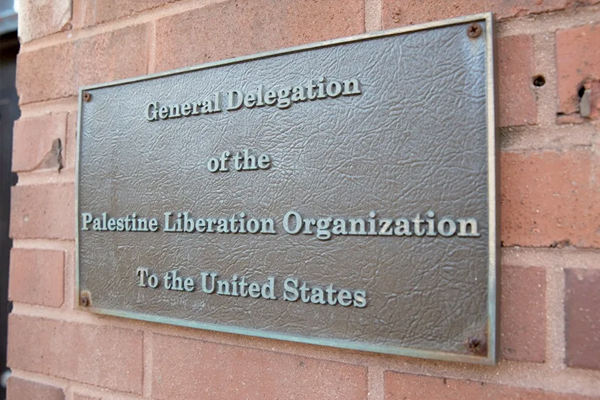 General Delegation
of the
Palestine Liberation Organization
To the United States